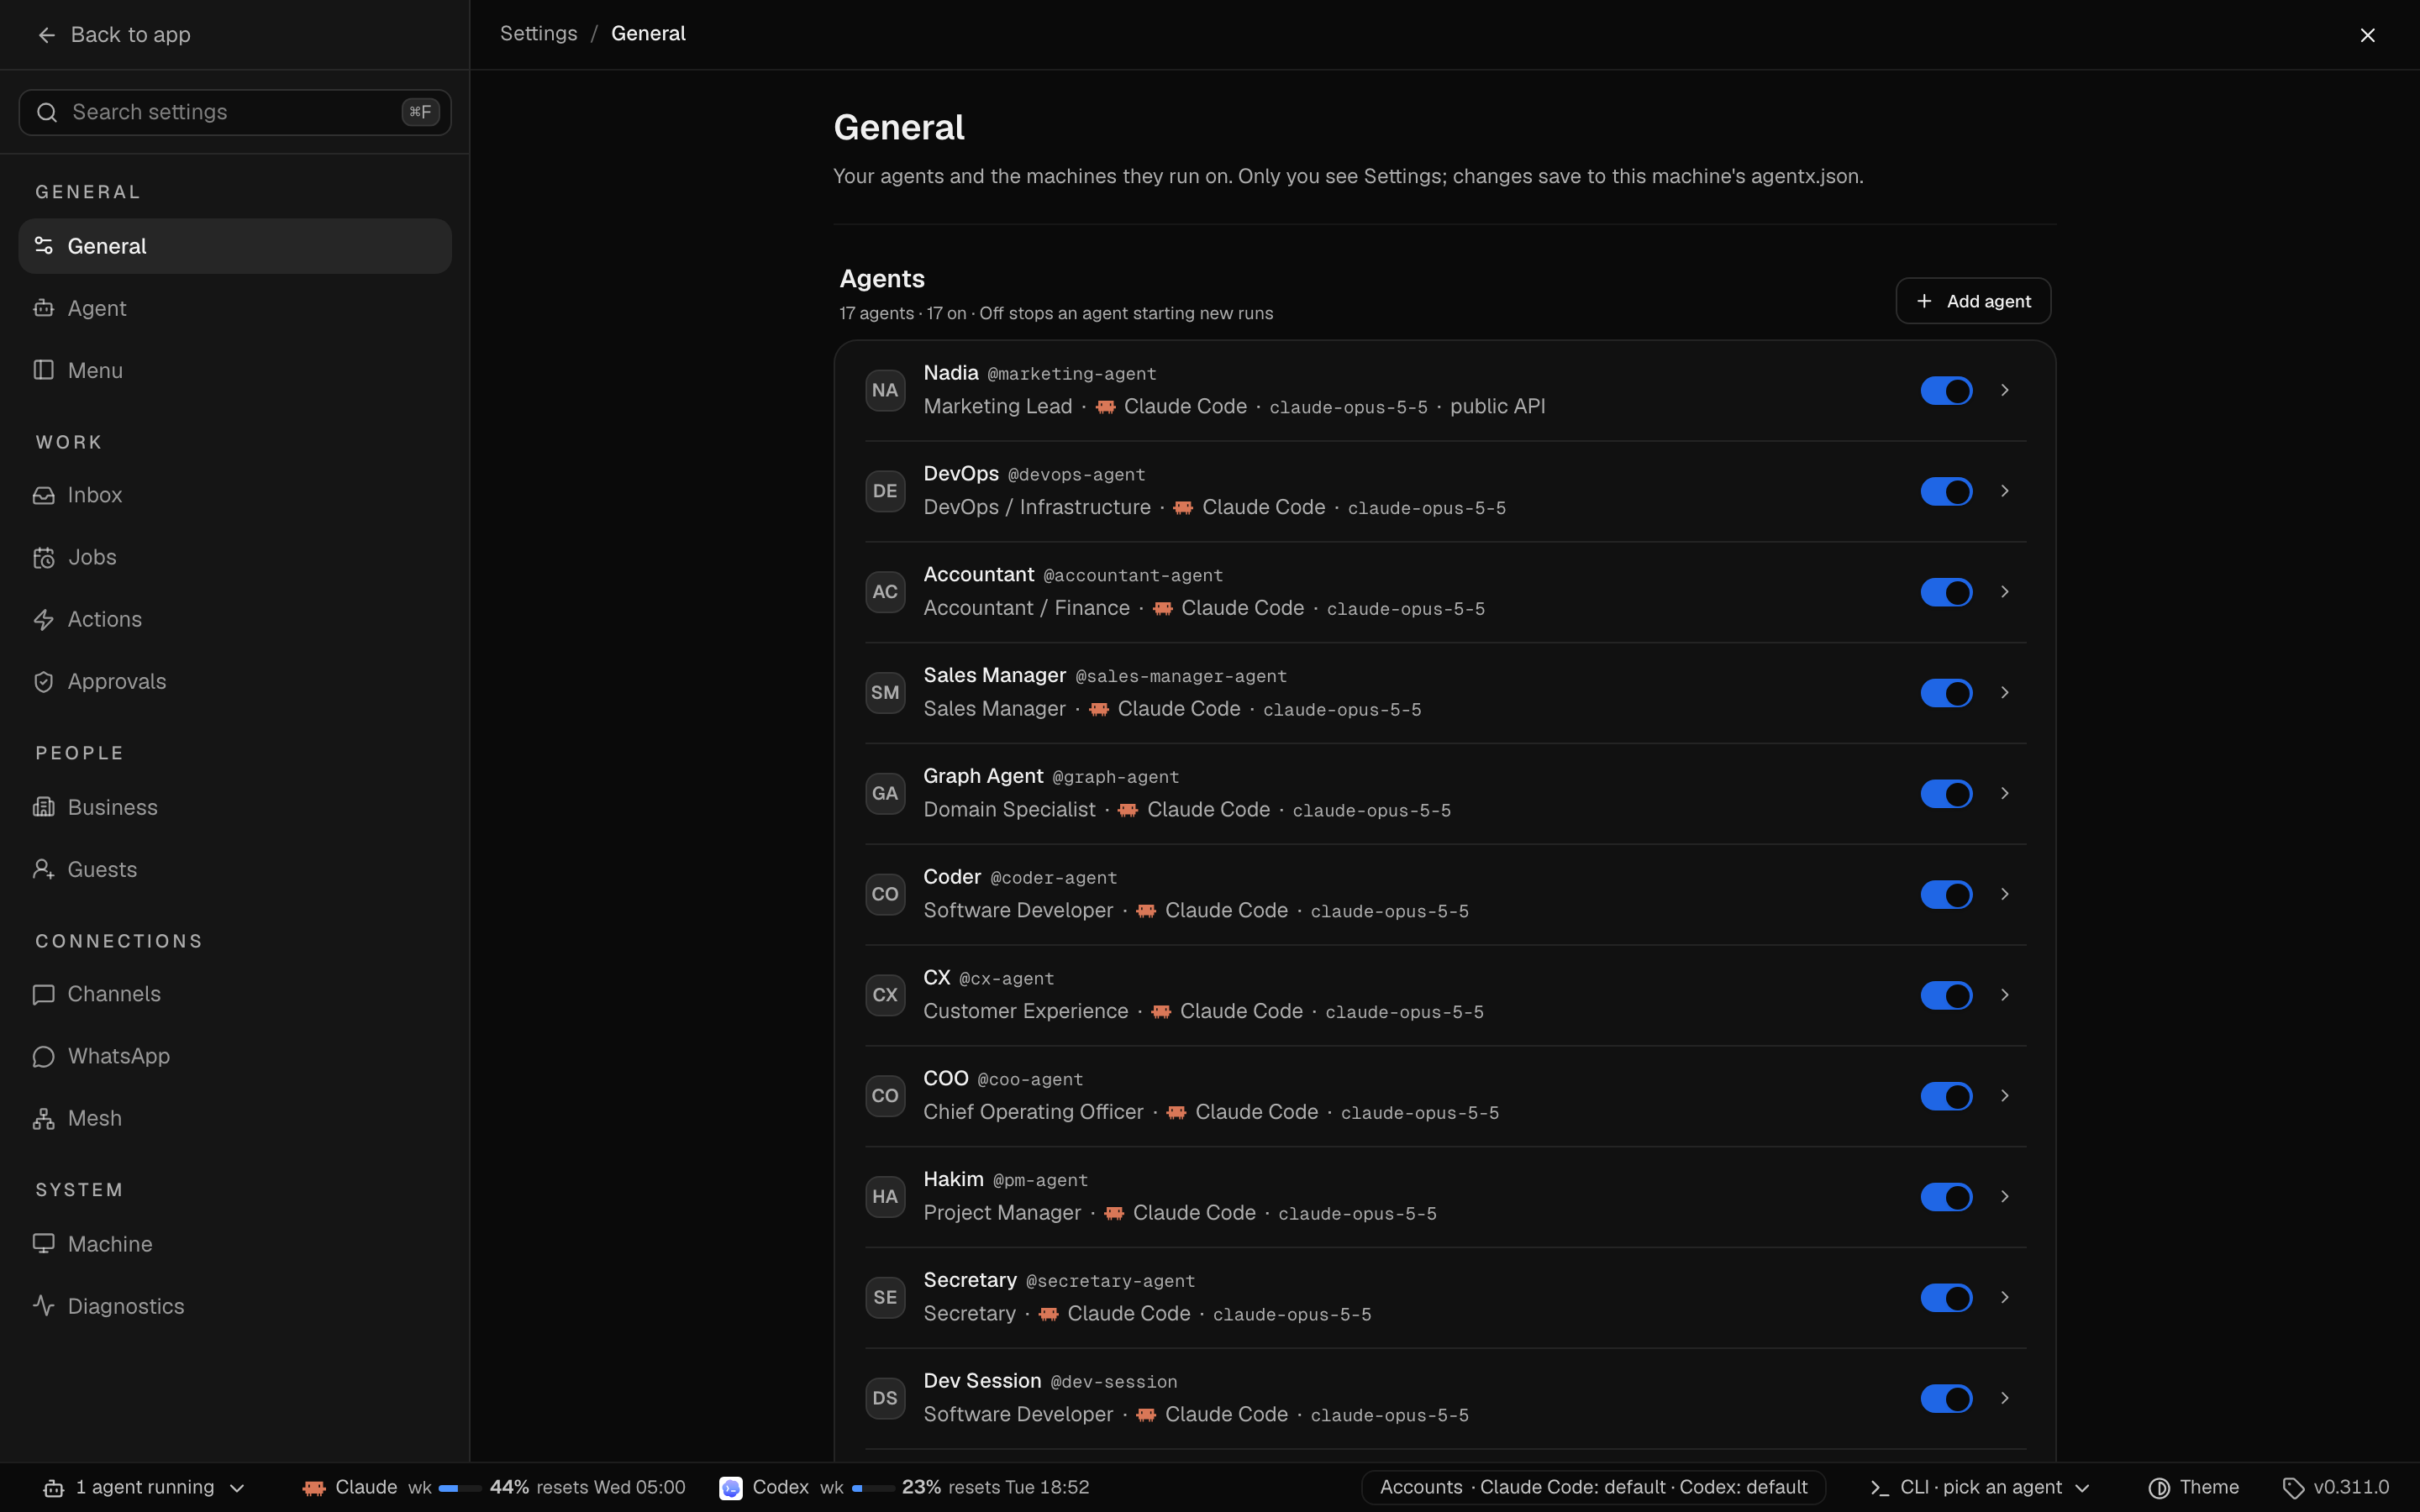 Back to app
Search settings
⌘F
GENERAL
General
Agent
Menu
WORK
Inbox
Jobs
Actions
Approvals
PEOPLE
Business
Guests
CONNECTIONS
Channels
WhatsApp
Mesh
SYSTEM
Machine
Diagnostics
Settings / General
General
Your agents and the machines they run on. Only you see Settings; changes save to this machine's agentx.json.
Agents
17 agents · 17 on · Off stops an agent starting new runs
Add agent
NA
Nadia @marketing-agent
Marketing Lead · Claude Code · claude-opus-5-5 · public API
DE
DevOps @devops-agent
DevOps / Infrastructure · Claude Code · claude-opus-5-5
AC
Accountant @accountant-agent
Accountant / Finance · Claude Code · claude-opus-5-5
SM
Sales Manager @sales-manager-agent
Sales Manager · Claude Code · claude-opus-5-5
GA
Graph Agent @graph-agent
Domain Specialist · Claude Code · claude-opus-5-5
CO
Coder @coder-agent
Software Developer · Claude Code · claude-opus-5-5
CX
CX @cx-agent
Customer Experience · Claude Code · claude-opus-5-5
CO
COO @coo-agent
Chief Operating Officer · Claude Code · claude-opus-5-5
HA
Hakim @pm-agent
Project Manager · Claude Code · claude-opus-5-5
SE
Secretary @secretary-agent
Secretary · Claude Code · claude-opus-5-5
DS
Dev Session @dev-session
Software Developer · Claude Code · claude-opus-5-5
1 agent running
Claude wk 44% resets Wed 05:00
Codex wk 23% resets Tue 18:52
Accounts · Claude Code: default · Codex: default
CLI · pick an agent
Theme
v0.311.0